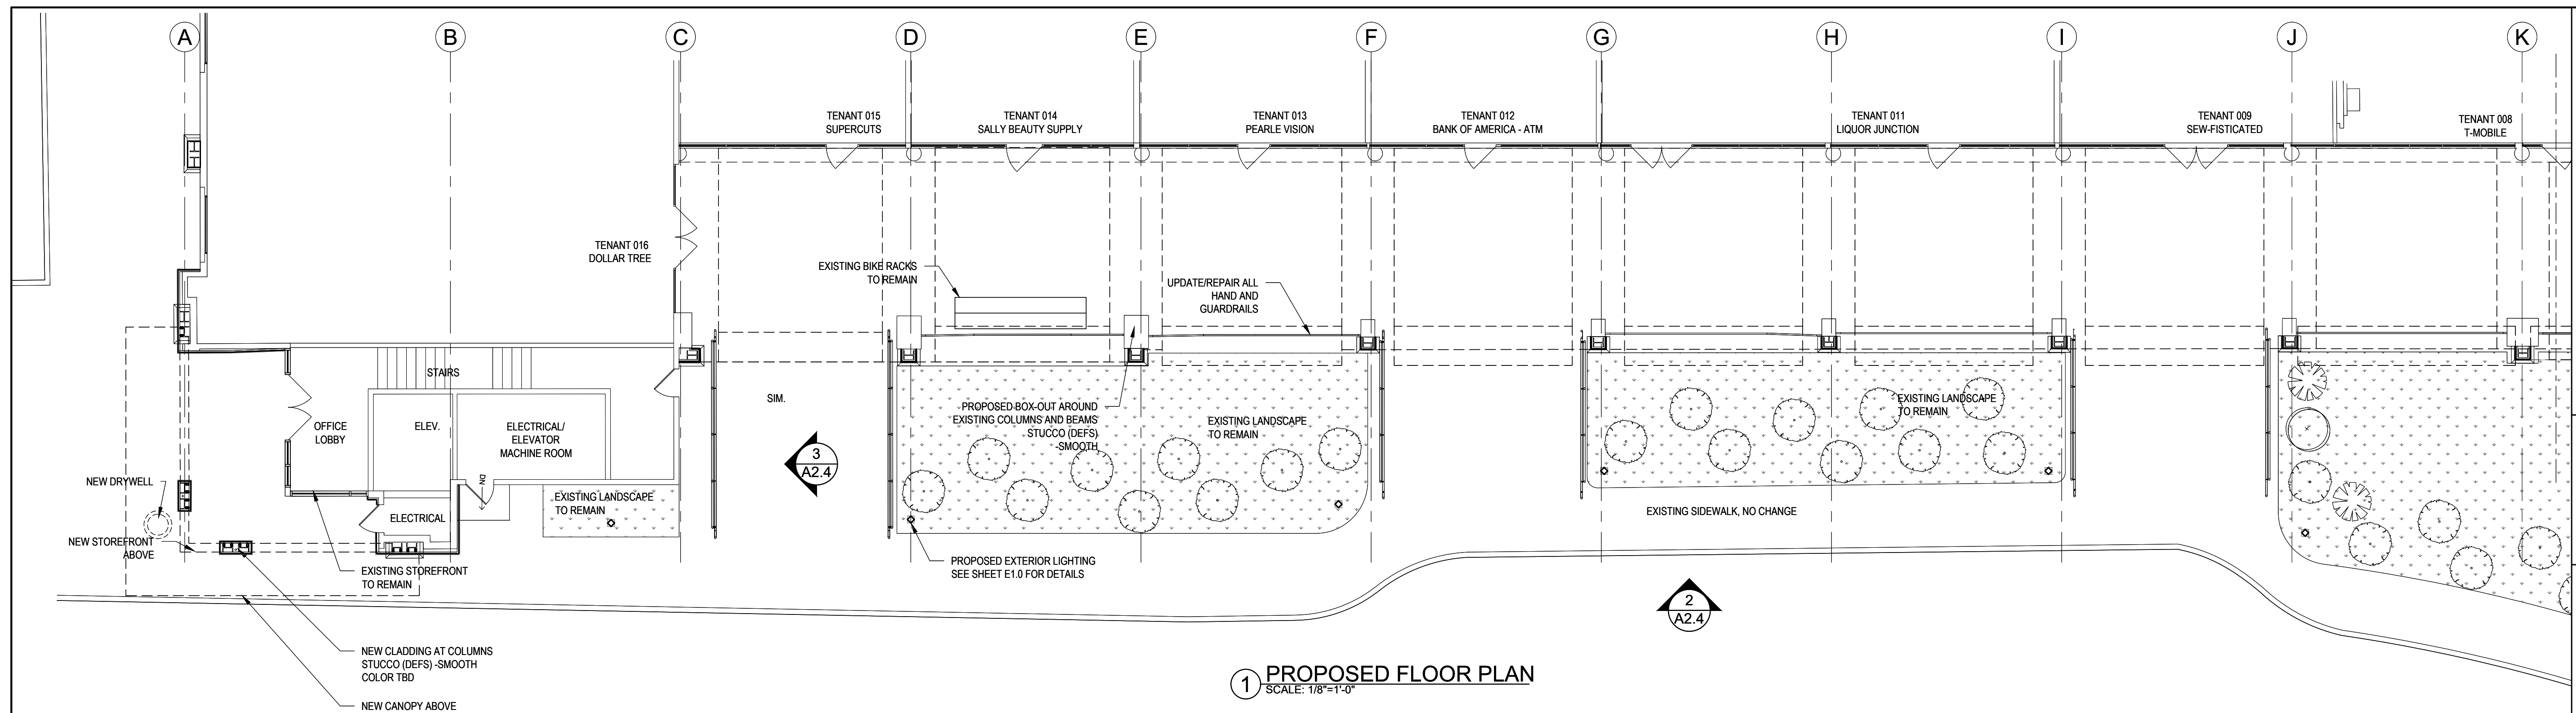 A
B
C
D
E
F
G
H
I
J
K
TENANT 015
SUPERCUTS
TENANT 014
SALLY BEAUTY SUPPLY
TENANT 013
PEARLE VISION
TENANT 012
BANK OF AMERICA - ATM
TENANT 011
LIQUOR JUNCTION
TENANT 009
SEW-FISTICATED
TENANT 008
T-MOBILE
TENANT 016
DOLLAR TREE
EXISTING BIKE RACKS
TO REMAIN
UPDATE/REPAIR ALL
HAND AND
GUARDRAILS
STAIRS
OFFICE
LOBBY
ELEV.
ELECTRICAL/
ELEVATOR
MACHINE ROOM
SIM.
PROPOSED BOX-OUT AROUND
EXISTING COLUMNS AND BEAMS
STUCCO (DEFS)
-SMOOTH
EXISTING LANDSCAPE
TO REMAIN
EXISTING LANDSCAPE
TO REMAIN
3
A2.4
NEW DRYWELL
DN
EXISTING LANDSCAPE
TO REMAIN
ELECTRICAL
EXISTING SIDEWALK, NO CHANGE
NEW STOREFRONT
ABOVE
EXISTING STOREFRONT
TO REMAIN
PROPOSED EXTERIOR LIGHTING
SEE SHEET E1.0 FOR DETAILS
2
A2.4
NEW CLADDING AT COLUMNS
STUCCO (DEFS) -SMOOTH
COLOR TBD
NEW CANOPY ABOVE
1
PROPOSED FLOOR PLAN
SCALE: 1/8"=1'-0"